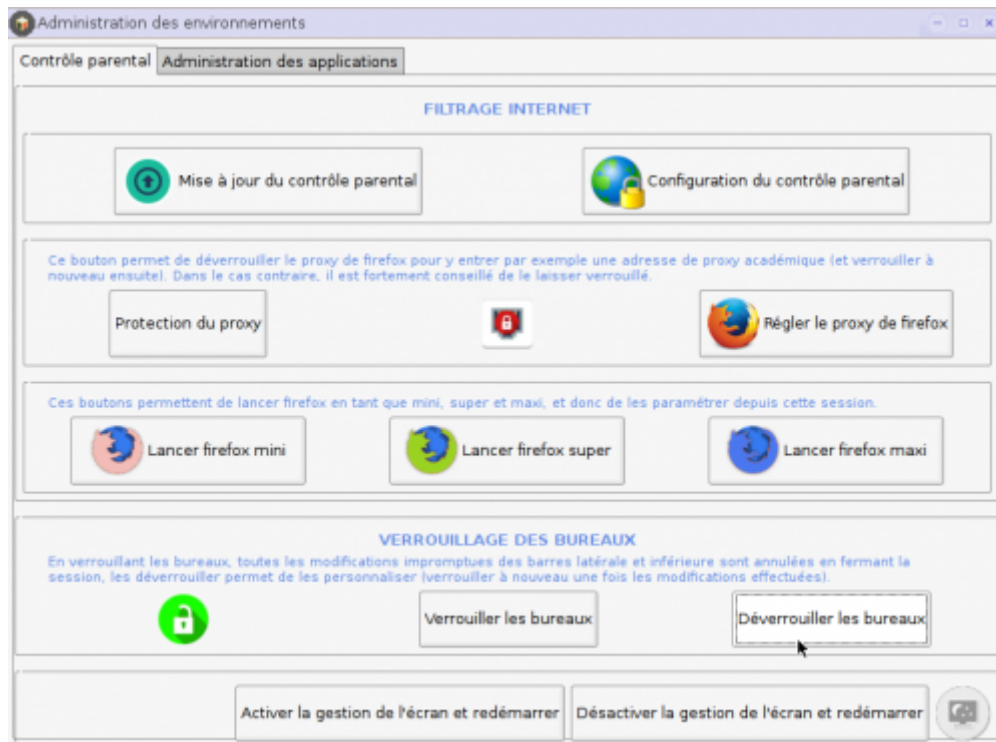 Administration des environnements
Contrôle parental
Administration des applications
FILTRAGE INTERNET
Mise à jour du contrôle parental
Configuration du contrôle parental
Ce bouton permet de déverrouiller le proxy de firefox pour y entrer par exemple une adresse de proxy académique (et verrouiller à
nouveau ensuite). Dans le cas contraire, il est fortement conseillé de le laisser verrouillé.
Protection du proxy
Régler le proxy de firefox
Ces boutons permettent de lancer firefox en tant que mini, super et maxi, et donc de les paramétrer depuis cette session.
Lancer firefox mini
Lancer firefox super
Lancer firefox maxi
VERROUILLAGE DES BUREAUX
En verrouillant les bureaux, toutes les modifications impromptues des barres latérale et inférieure sont annulées en fermant la
session, les déverrouiller permet de les personnaliser (verrouiller à nouveau une fois les modifications effectuées).
Verrouiller les bureaux
Déverrouiller les bureaux
Activer la gestion de l'écran et redémarrer
Désactiver la gestion de l'écran et redémarrer